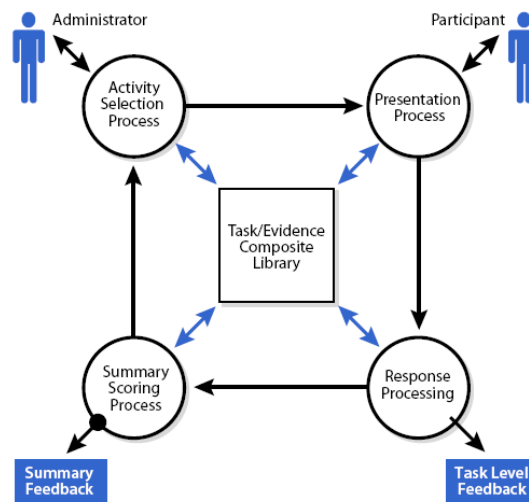 Administrator
Participant
Activity
Selection
Process
Presentation
Process
Task/Evidence
Composite
Library
Summary
Scoring
Process
Response
Processing
Summary
Feedback
Task Level
Feedback